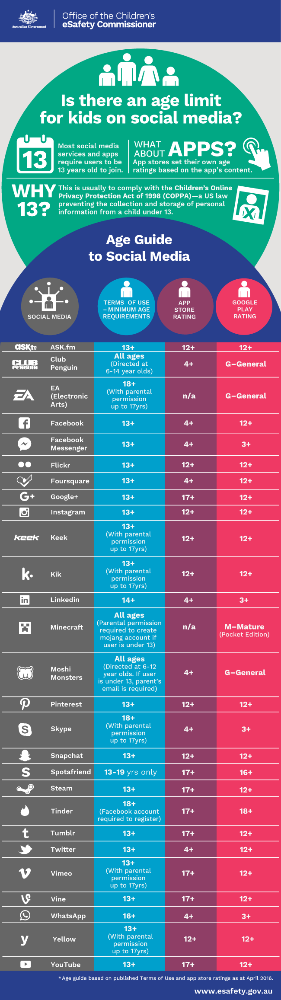 Australian Government
Office of the Children's
eSafety Commissioner
Is there an age limit
for kids on social media?
13
Most social media
services and apps
require users to be
13 years old to join.
WHAT
ABOUT APPS?
App stores set their own age
ratings based on the app's content.
WHY
13?
This is usually to comply with the Children's Online
Privacy Protection Act of 1998 (COPPA)—a US law
preventing the collection and storage of personal
information from a child under 13.
X
Age Guide
to Social Media
SOCIAL MEDIA
TERMS OF USE
– MINIMUM AGE
REQUIREMENTS
APP
STORE
RATING
GOOGLE
PLAY
RATING
ASKfm ASK.fm 13+ 12+ 12+
CLUB PENGUIN
Club
Penguin
All ages
(Directed at
6-14 year olds)
4+
G–General
EA
EA
(Electronic
Arts)
18+
(With parental
permission
up to 17yrs)
n/a
G–General
f Facebook 13+ 4+ 12+
Facebook
Messenger
13+ 4+ 3+
Flickr 13+ 12+ 12+
Foursquare 13+ 4+ 12+
G+ Google+ 13+ 17+ 12+
Instagram 13+ 12+ 12+
keek Keek
13+
(With parental
permission
up to 17yrs)
12+ 12+
k. Kik
13+
(With parental
permission
up to 17yrs)
12+ 12+
in Linkedin 14+ 4+ 3+
Minecraft
All ages
(Parental permission
required to create
mojang account if
user is under 13)
n/a
M–Mature
(Pocket Edition)
Moshi
Monsters
All ages
(Directed at 6-12
year olds. If user
is under 13, parent's
email is required)
4+
G–General
Pinterest 13+ 12+ 12+
S Skype
18+
(With parental
permission
up to 17yrs)
4+ 3+
Snapchat 13+ 12+ 12+
S Spotafriend 13-19 yrs only 17+ 16+
Steam 13+ 17+ 12+
Tinder
18+
(Facebook account
required to register)
17+ 18+
t Tumblr 13+ 17+ 12+
Twitter 13+ 4+ 12+
v Vimeo
13+
(With parental
permission
up to 17yrs)
17+ 12+
Vine 13+ 17+ 12+
WhatsApp 16+ 4+ 3+
y Yellow
13+
(With parental
permission
up to 17yrs)
12+ 12+
YouTube 13+ 17+ 12+
*Age guide based on published Terms of Use and app store ratings as at April 2016.
www.esafety.gov.au